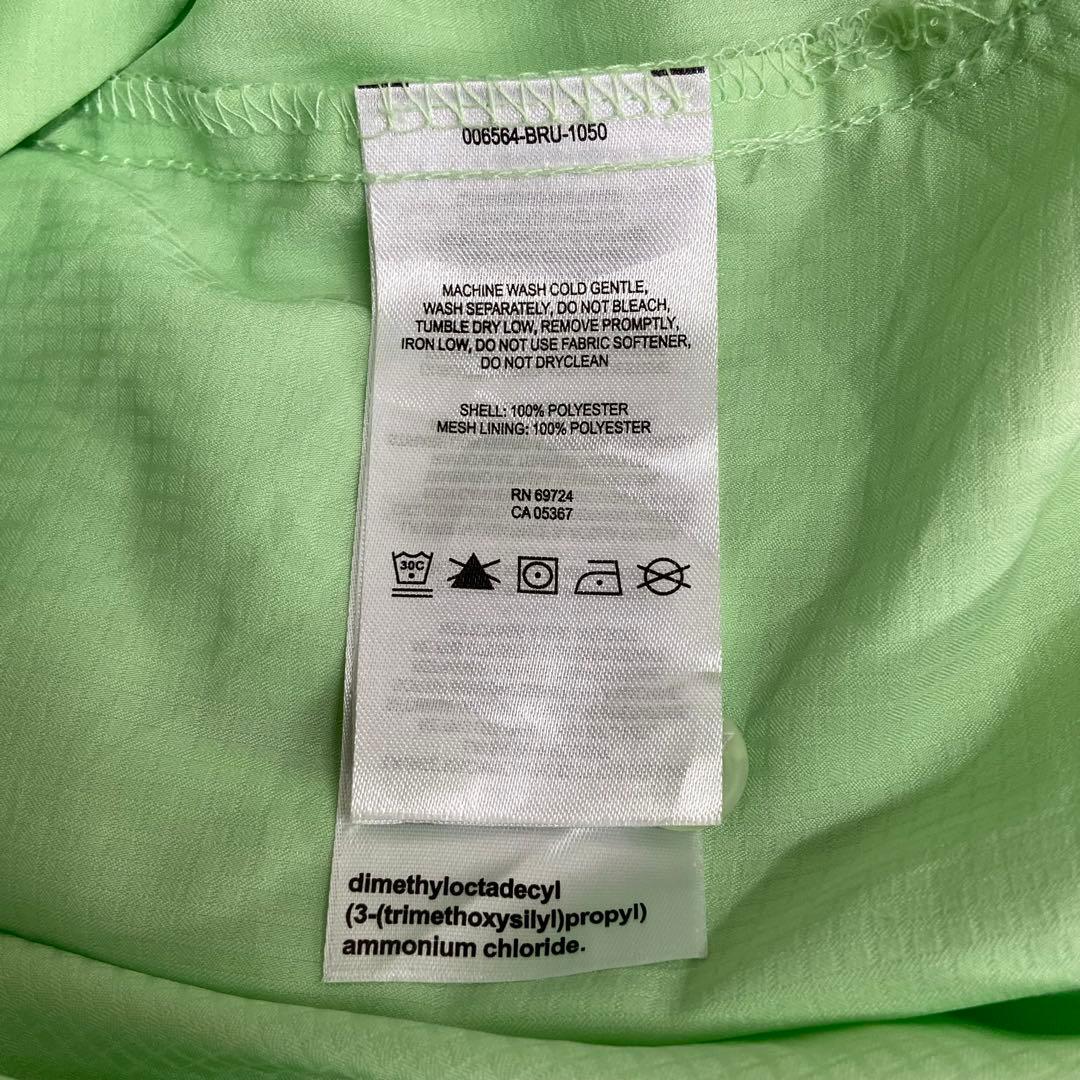 006564-BRU-1050
MACHINE WASH COLD GENTLE,
WASH SEPARATELY, DO NOT BLEACH,
TUMBLE DRY LOW, REMOVE PROMPTLY,
IRON LOW, DO NOT USE FABRIC SOFTENER,
DO NOT DRYCLEAN
SHELL: 100% POLYESTER
MESH LINING: 100% POLYESTER
RN 69724
CA 05367
30C
dimethyloctadecyl
(3-(trimethoxysilyl)propyl)
ammonium chloride.